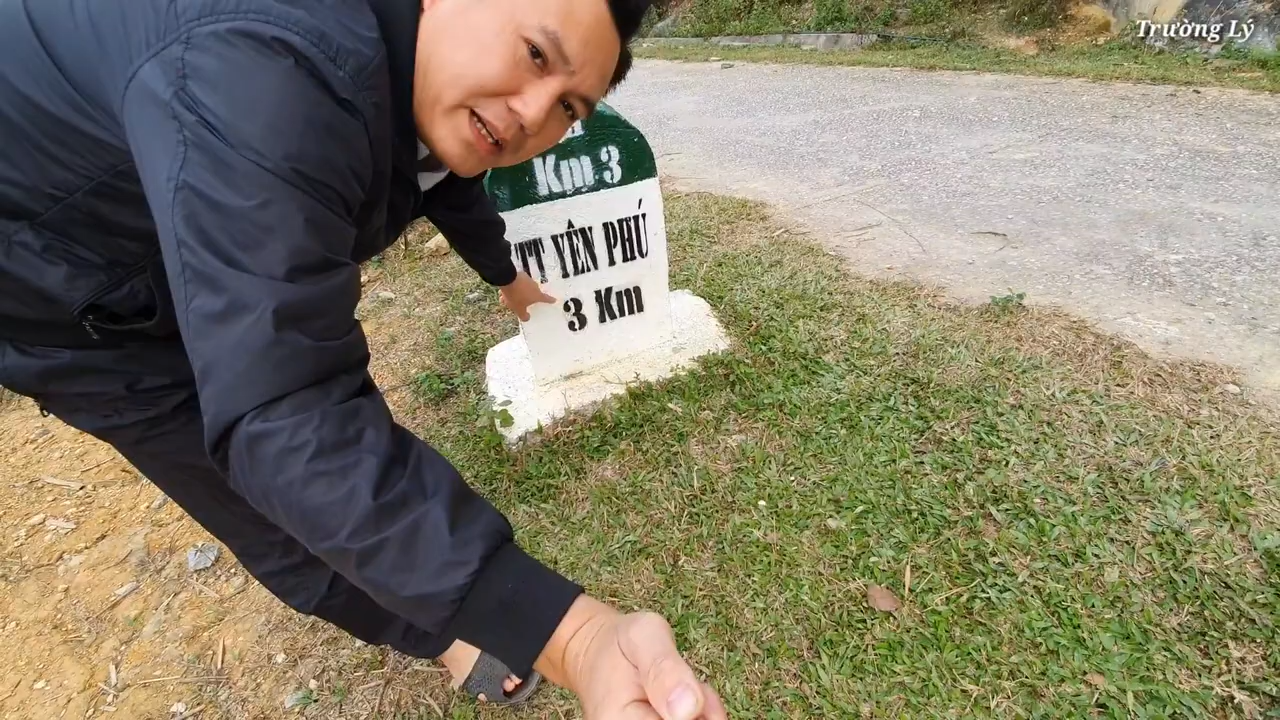 Trường Lý
Km 3
TT YÊN PHÚ
3 Km